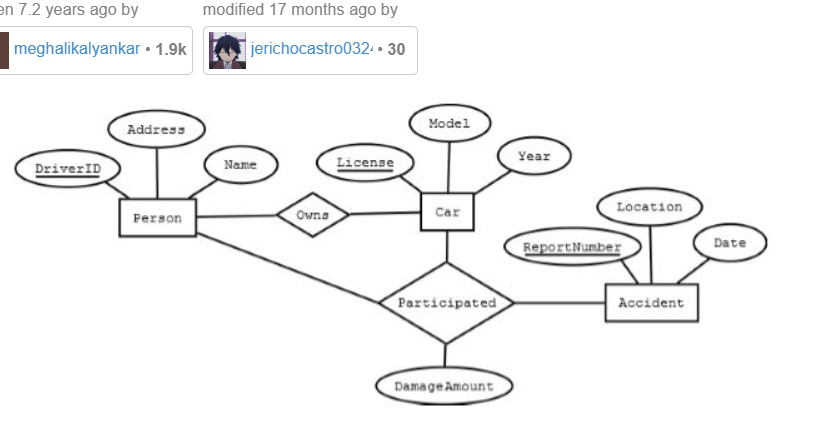 en 7.2 years ago by
modified 17 months ago by
meghalikalyankar • 1.9k
jerichocastro032 • 30
Address
Model
DriverID
Name
License
Year
Person
Owns
Car
Location
ReportNumber
Date
Participated
Accident
DamageAmount